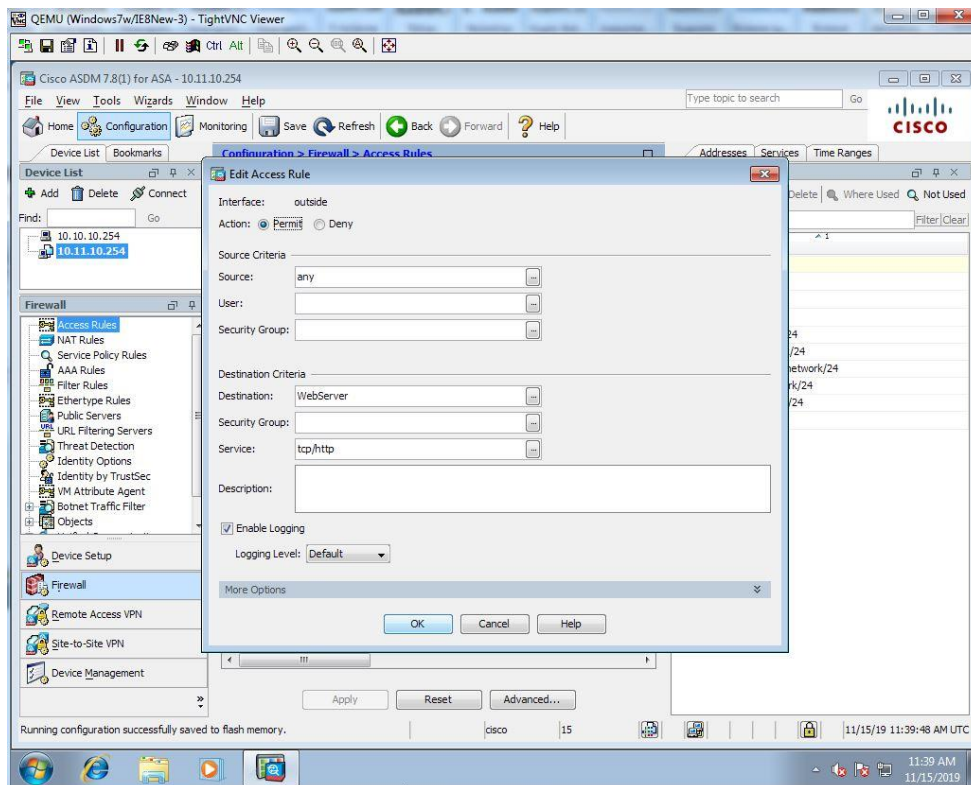 QEMU (Windows7w/IE8New-3) - TightVNC Viewer
Ctrl Alt
Cisco ASDM 7.8(1) for ASA - 10.11.10.254
File View Tools Wizards Window Help
Type topic to search Go
Home Configuration Monitoring Save Refresh Back Forward Help
CISCO
Device List Bookmarks
Configuration > Firewall > Access Rules
Addresses Services Time Ranges
Device List
Add Delete Connect
Delete Where Used Not Used
Find: Go
Filter Clear
10.10.10.254
10.11.10.254
1
Edit Access Rule
Interface: outside
Action: Permit Deny
Source Criteria
Source: any
User:
Security Group:
Destination Criteria
Destination: WebServer
Security Group:
Service: tcp/http
Description:
Enable Logging
Logging Level: Default
More Options
OK Cancel Help
Firewall
Access Rules
NAT Rules
Service Policy Rules
AAA Rules
Filter Rules
Ethertype Rules
Public Servers
URL Filtering Servers
Threat Detection
Identity Options
Identity by TrustSec
VM Attribute Agent
Botnet Traffic Filter
Objects
24
/24
etwork/24
rk/24
/24
Device Setup
Firewall
Remote Access VPN
Site-to-Site VPN
Device Management
Apply Reset Advanced...
Running configuration successfully saved to flash memory.
cisco 15
11/15/19 11:39:48 AM UTC
11:39 AM
11/15/2019